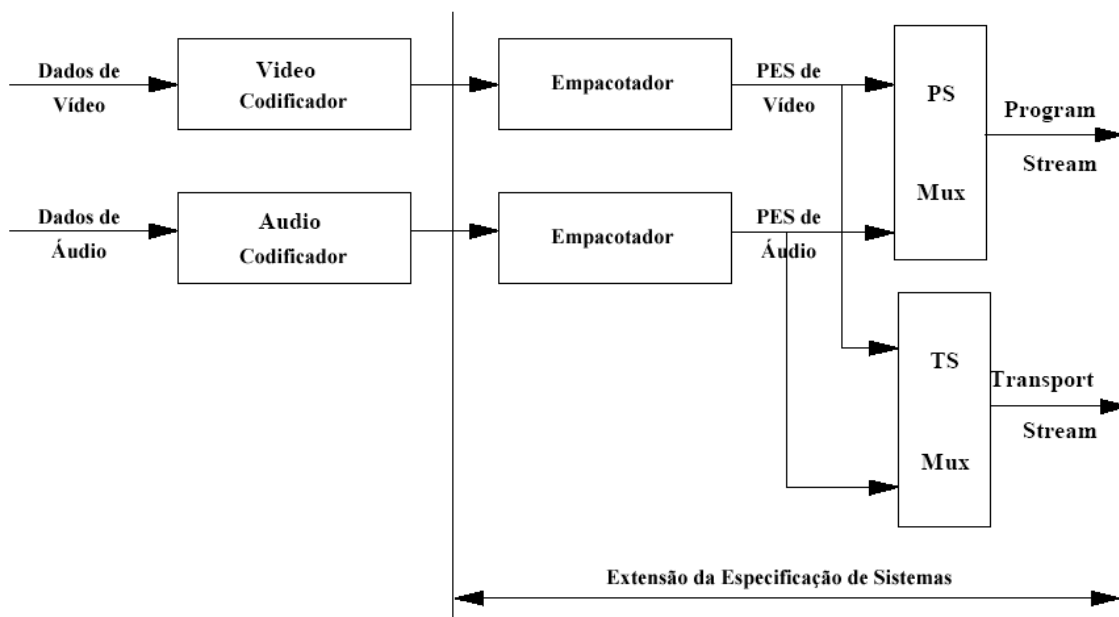 Dados de
Vídeo
Video
Codificador
Empacotador
PES de
Vídeo
PS
Mux
Program
Stream
Dados de
Áudio
Audio
Codificador
Empacotador
PES de
Áudio
TS
Mux
Transport
Stream
Extensão da Especificação de Sistemas